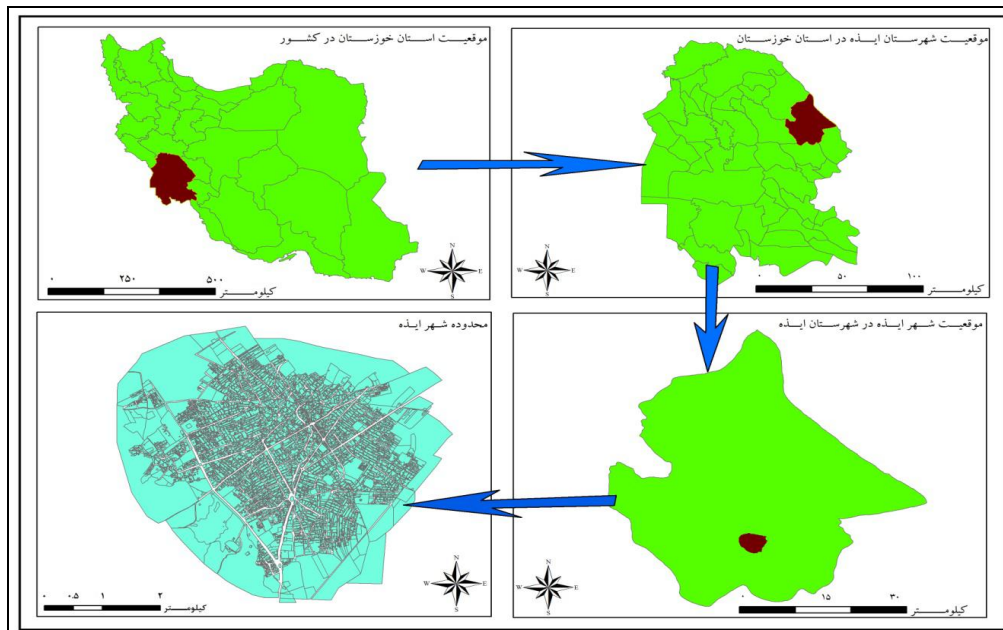 موقعیت استان خوزستان در کشور
N
W E
S
۰ ۲۵۰ ۵۰۰
کیلومتر
موقعیت شهرستان ایذه در استان خوزستان
N
W E
S
۰ ۵۰ ۱۰۰
کیلومتر
موقعیت شهر ایذه در شهرستان ایذه
N
W E
S
۰ ۱۵ ۳۰
کیلومتر
محدوده شهر ایذه
N
W E
S
۰ ۰.۵ ۱ ۲
کیلومتر